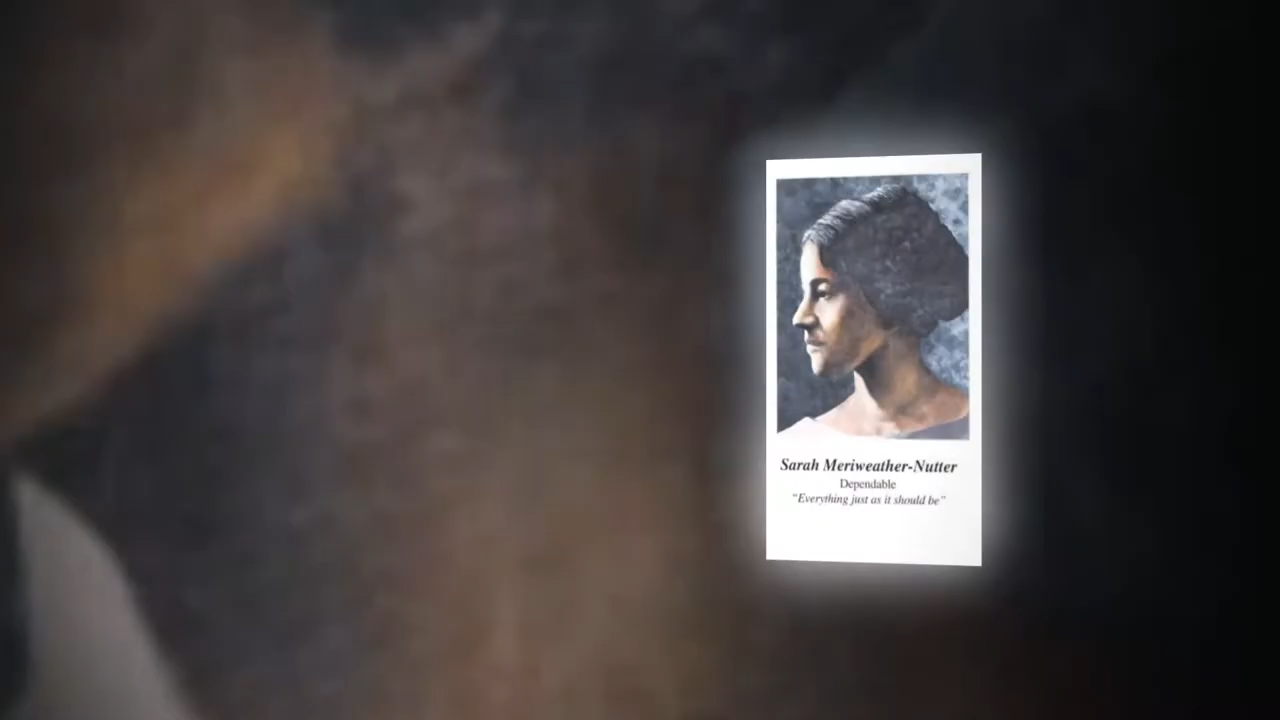 Sarah Meriweather-Nutter
Dependable
"Everything just as it should be"